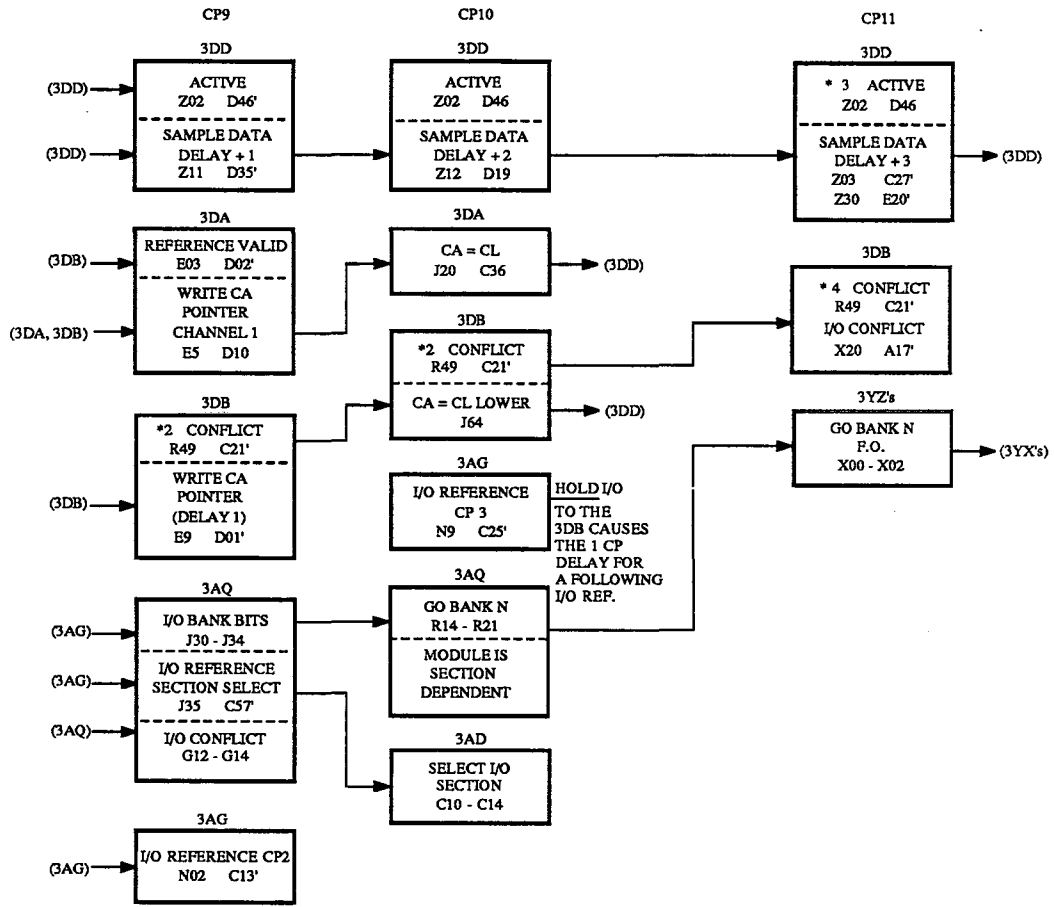 CP9
CP10
CP11
3DD
(3DD)
ACTIVE
Z02 D46'
(3DD)
SAMPLE DATA
DELAY + 1
Z11 D35'
3DA
(3DB)
REFERENCE VALID
E03 D02'
(3DA, 3DB)
WRITE CA
POINTER
CHANNEL 1
E5 D10
3DB
*2 CONFLICT
R49 C21'
(3DB)
WRITE CA
POINTER
(DELAY 1)
E9 D01'
3AQ
(3AG)
I/O BANK BITS
J30 - J34
(3AG)
I/O REFERENCE
SECTION SELECT
J35 C57'
(3AQ)
I/O CONFLICT
G12 - G14
3AG
(3AG)
I/O REFERENCE CP2
N02 C13'
3DD
ACTIVE
Z02 D46
SAMPLE DATA
DELAY + 2
Z12 D19
3DA
CA = CL
J20 C36
(3DD)
3DB
*2 CONFLICT
R49 C21'
CA = CL LOWER
J64
(3DD)
3AG
I/O REFERENCE
CP 3
N9 C25'
HOLD I/O
TO THE
3DB CAUSES
THE 1 CP
DELAY FOR
A FOLLOWING
I/O REF.
3AQ
GO BANK N
R14 - R21
MODULE IS
SECTION
DEPENDENT
3AD
SELECT I/O
SECTION
C10 - C14
3DD
* 3 ACTIVE
Z02 D46
SAMPLE DATA
DELAY + 3
Z03 C27'
Z30 E20'
(3DD)
3DB
* 4 CONFLICT
R49 C21'
I/O CONFLICT
X20 A17'
3YZ's
GO BANK N
F.O.
X00 - X02
(3YX's)